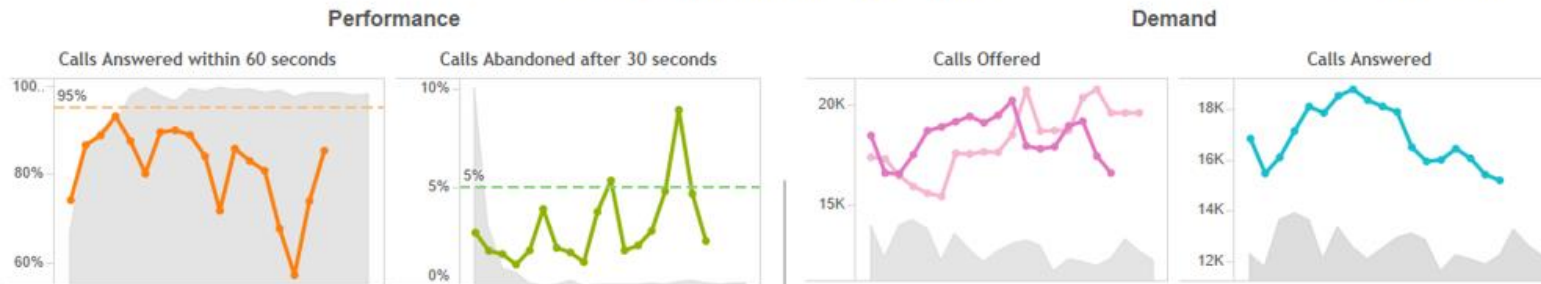 Performance
Demand
Calls Answered within 60 seconds
Calls Abandoned after 30 seconds
Calls Offered
Calls Answered
100..
95%
80%
60%
10%
5%
5%
0%
20K
15K
18K
16K
14K
12K